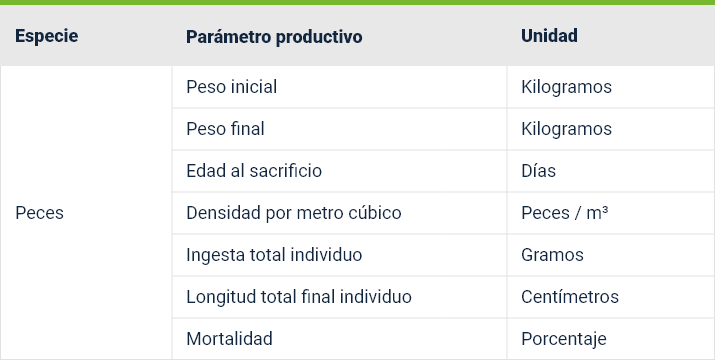 Especie Parámetro productivo Unidad
Peso inicial Kilogramos
Peso final Kilogramos
Edad al sacrificio Días
Peces Densidad por metro cúbico Peces / m³
Ingesta total individuo Gramos
Longitud total final individuo Centímetros
Mortalidad Porcentaje